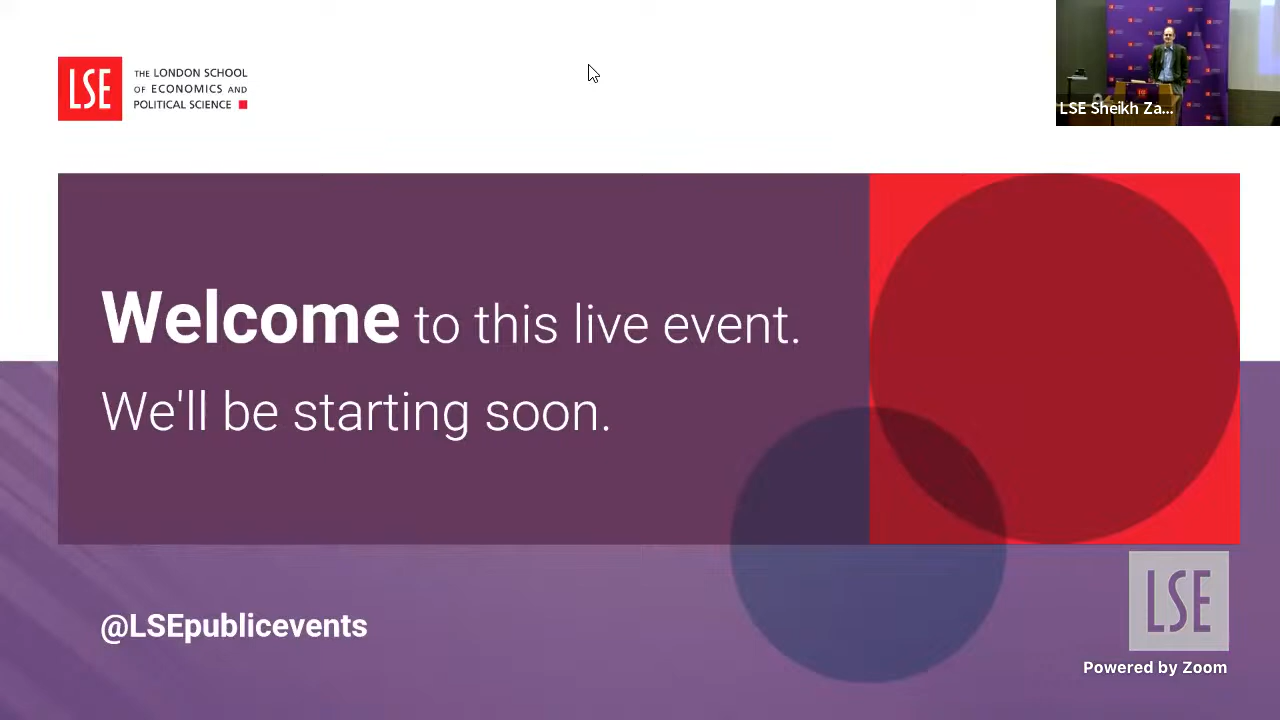 LSE
THE LONDON SCHOOL
OF ECONOMICS AND
POLITICAL SCIENCE
LSE Sheikh Za...
Welcome to this live event.
We'll be starting soon.
@LSEpublicevents
LSE
Powered by Zoom